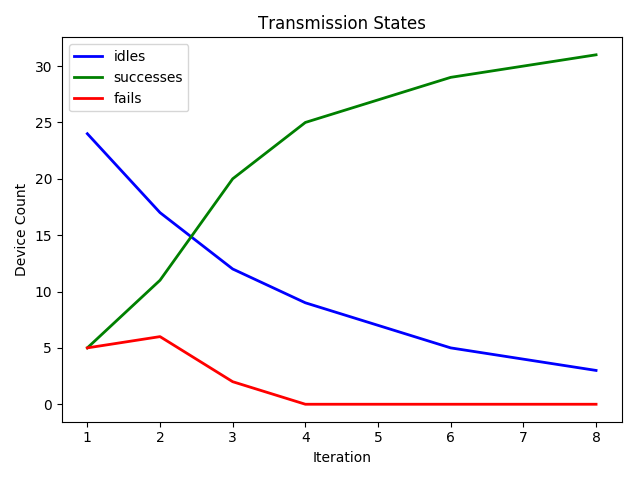 Transmission States
idles
successes
fails
Device Count
30
25
20
15
10
5
0
1 2 3 4 5 6 7 8
Iteration